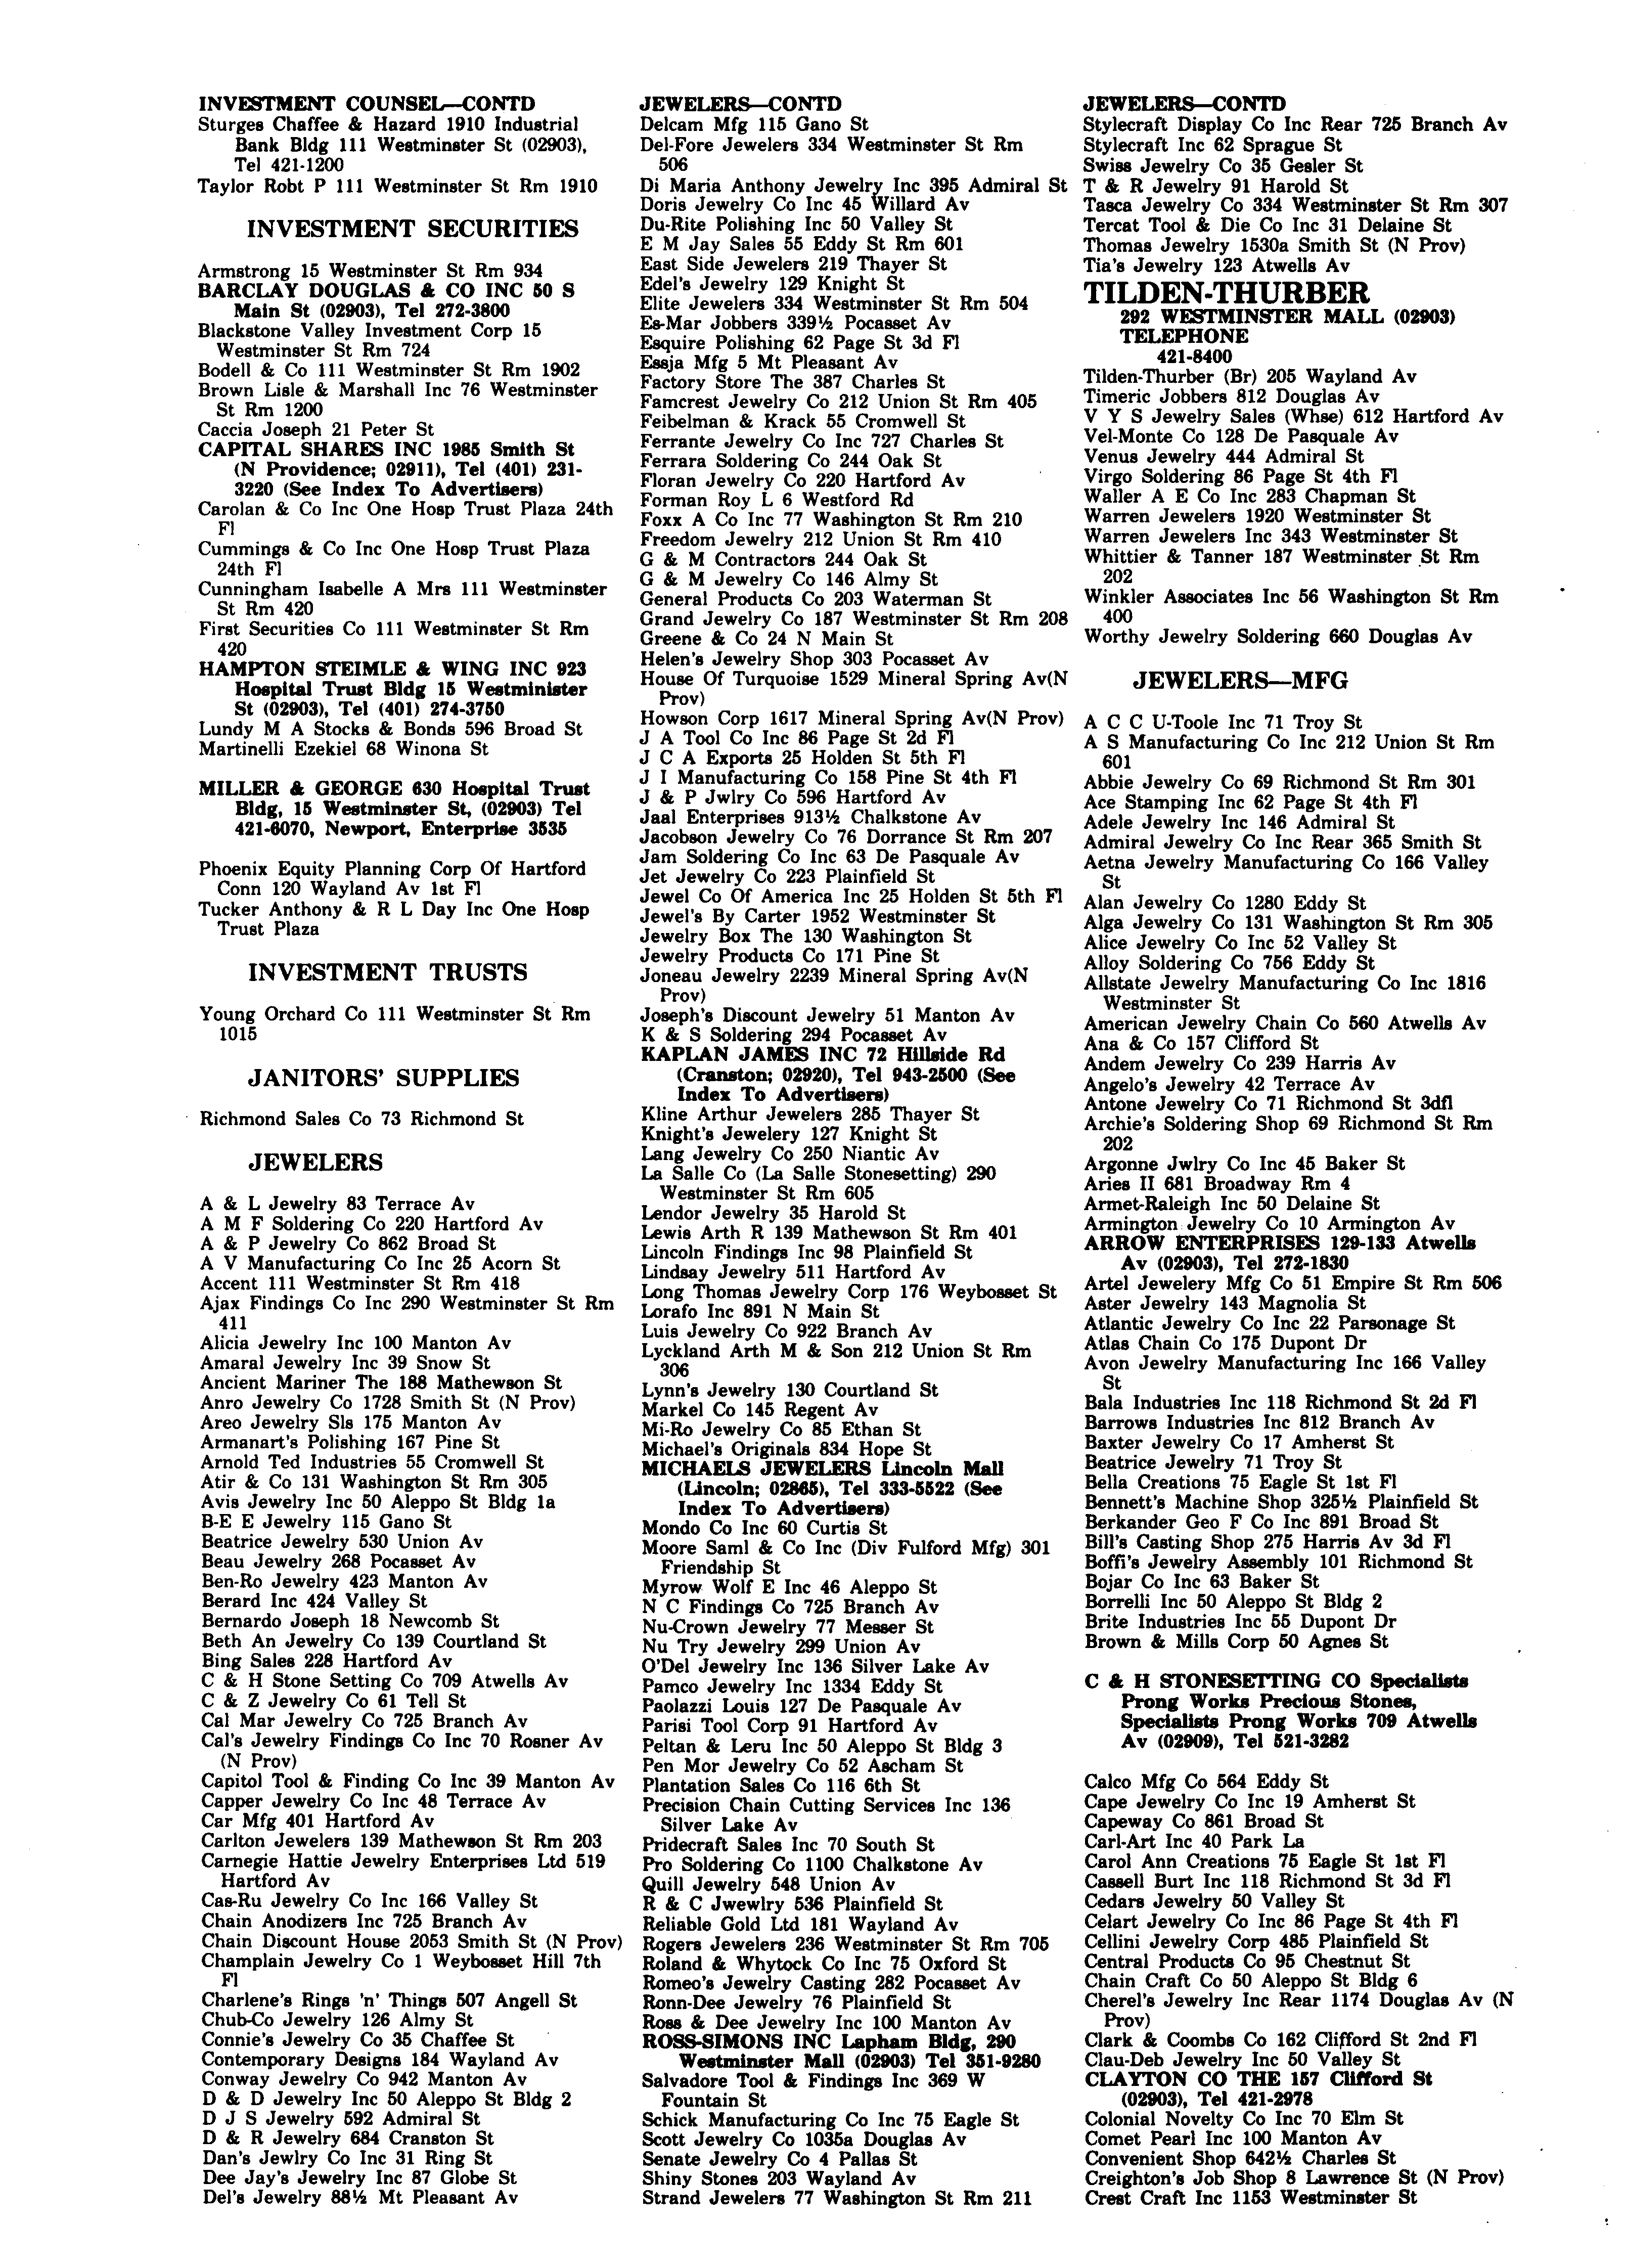 INVESTMENT COUNSEL—CONTD
Sturges Chaffee & Hazard 1910 Industrial
Bank Bldg 111 Westminster St (02903),
Tel 421-1200
Taylor Robt P 111 Westminster St Rm 1910
INVESTMENT SECURITIES
Armstrong 15 Westminster St Rm 934
BARCLAY DOUGLAS & CO INC 50 S
Main St (02903), Tel 272-3800
Blackstone Valley Investment Corp 15
Westminster St Rm 724
Bodell & Co 111 Westminster St Rm 1902
Brown Lisle & Marshall Inc 76 Westminster
St Rm 1200
Caccia Joseph 21 Peter St
CAPITAL SHARES INC 1985 Smith St
(N Providence; 02911), Tel (401) 231-
3220 (See Index To Advertisers)
Carolan & Co Inc One Hosp Trust Plaza 24th
Fl
Cummings & Co Inc One Hosp Trust Plaza
24th Fl
Cunningham Isabelle A Mrs 111 Westminster
St Rm 420
First Securities Co 111 Westminster St Rm
420
HAMPTON STEIMLE & WING INC 923
Hospital Trust Bldg 15 Westminister
St (02903), Tel (401) 274-3750
Lundy M A Stocks & Bonds 596 Broad St
Martinelli Ezekiel 68 Winona St
MILLER & GEORGE 630 Hospital Trust
Bldg, 15 Westminster St, (02903) Tel
421-6070, Newport, Enterprise 3535
Phoenix Equity Planning Corp Of Hartford
Conn 120 Wayland Av 1st Fl
Tucker Anthony & R L Day Inc One Hosp
Trust Plaza
INVESTMENT TRUSTS
Young Orchard Co 111 Westminster St Rm
1015
JANITORS' SUPPLIES
Richmond Sales Co 73 Richmond St
JEWELERS
A & L Jewelry 83 Terrace Av
A M F Soldering Co 220 Hartford Av
A & P Jewelry Co 862 Broad St
A V Manufacturing Co Inc 25 Acorn St
Accent 111 Westminster St Rm 418
Ajax Findings Co Inc 290 Westminster St Rm
411
Alicia Jewelry Inc 100 Manton Av
Amaral Jewelry Inc 39 Snow St
Ancient Mariner The 188 Mathewson St
Anro Jewelry Co 1728 Smith St (N Prov)
Areo Jewelry Sls 175 Manton Av
Armanart's Polishing 167 Pine St
Arnold Ted Industries 55 Cromwell St
Atir & Co 131 Washington St Rm 305
Avis Jewelry Inc 50 Aleppo St Bldg 1a
B-E E Jewelry 115 Gano St
Beatrice Jewelry 530 Union Av
Beau Jewelry 268 Pocasset Av
Ben-Ro Jewelry 423 Manton Av
Berard Inc 424 Valley St
Bernardo Joseph 18 Newcomb St
Beth An Jewelry Co 139 Courtland St
Bing Sales 228 Hartford Av
C & H Stone Setting Co 709 Atwells Av
C & Z Jewelry Co 61 Tell St
Cal Mar Jewelry Co 725 Branch Av
Cal's Jewelry Findings Co Inc 70 Rosner Av
(N Prov)
Capitol Tool & Finding Co Inc 39 Manton Av
Capper Jewelry Co Inc 48 Terrace Av
Car Mfg 401 Hartford Av
Carlton Jewelers 139 Mathewson St Rm 203
Carnegie Hattie Jewelry Enterprises Ltd 519
Hartford Av
Cas-Ru Jewelry Co Inc 166 Valley St
Chain Anodizers Inc 725 Branch Av
Chain Discount House 2053 Smith St (N Prov)
Champlain Jewelry Co 1 Weybosset Hill 7th
Fl
Charlene's Rings 'n' Things 507 Angell St
Chub-Co Jewelry 126 Almy St
Connie's Jewelry Co 35 Chaffee St
Contemporary Designs 184 Wayland Av
Conway Jewelry Co 942 Manton Av
D & D Jewelry Inc 50 Aleppo St Bldg 2
D J S Jewelry 592 Admiral St
D & R Jewelry 684 Cranston St
Dan's Jewlry Co Inc 31 Ring St
Dee Jay's Jewelry Inc 87 Globe St
Del's Jewelry 88½ Mt Pleasant Av
JEWELERS—CONTD
Delcam Mfg 115 Gano St
Del-Fore Jewelers 334 Westminster St Rm
506
Di Maria Anthony Jewelry Inc 395 Admiral St
Doris Jewelry Co Inc 45 Willard Av
Du-Rite Polishing Inc 50 Valley St
E M Jay Sales 55 Eddy St Rm 601
East Side Jewelers 219 Thayer St
Edel's Jewelry 129 Knight St
Elite Jewelers 334 Westminster St Rm 504
Es-Mar Jobbers 339½ Pocasset Av
Esquire Polishing 62 Page St 3d Fl
Essja Mfg 5 Mt Pleasant Av
Factory Store The 387 Charles St
Famcrest Jewelry Co 212 Union St Rm 405
Feibelman & Krack 55 Cromwell St
Ferrante Jewelry Co Inc 727 Charles St
Ferrara Soldering Co 244 Oak St
Floran Jewelry Co 220 Hartford Av
Forman Roy L 6 Westford Rd
Foxx A Co Inc 77 Washington St Rm 210
Freedom Jewelry 212 Union St Rm 410
G & M Contractors 244 Oak St
G & M Jewelry Co 146 Almy St
General Products Co 203 Waterman St
Grand Jewelry Co 187 Westminster St Rm 208
Greene & Co 24 N Main St
Helen's Jewelry Shop 303 Pocasset Av
House Of Turquoise 1529 Mineral Spring Av(N
Prov)
Howson Corp 1617 Mineral Spring Av(N Prov)
J A Tool Co Inc 86 Page St 2d Fl
J C A Exports 25 Holden St 5th Fl
J I Manufacturing Co 158 Pine St 4th Fl
J & P Jwlry Co 596 Hartford Av
Jaal Enterprises 913½ Chalkstone Av
Jacobson Jewelry Co 76 Dorrance St Rm 207
Jam Soldering Co Inc 63 De Pasquale Av
Jet Jewelry Co 223 Plainfield St
Jewel Co Of America Inc 25 Holden St 5th Fl
Jewel's By Carter 1952 Westminster St
Jewelry Box The 130 Washington St
Jewelry Products Co 171 Pine St
Joneau Jewelry 2239 Mineral Spring Av(N
Prov)
Joseph's Discount Jewelry 51 Manton Av
K & S Soldering 294 Pocasset Av
KAPLAN JAMES INC 72 Hillside Rd
(Cranston; 02920), Tel 943-2500 (See
Index To Advertisers)
Kline Arthur Jewelers 285 Thayer St
Knight's Jewelery 127 Knight St
Lang Jewelry Co 250 Niantic Av
La Salle Co (La Salle Stonesetting) 290
Westminster St Rm 605
Lendor Jewelry 35 Harold St
Lewis Arth R 139 Mathewson St Rm 401
Lincoln Findings Inc 98 Plainfield St
Lindsay Jewelry 511 Hartford Av
Long Thomas Jewelry Corp 176 Weybosset St
Lorafo Inc 891 N Main St
Luis Jewelry Co 922 Branch Av
Lyckland Arth M & Son 212 Union St Rm
306
Lynn's Jewelry 130 Courtland St
Markel Co 145 Regent Av
Mi-Ro Jewelry Co 85 Ethan St
Michael's Originals 834 Hope St
MICHAELS JEWELERS Lincoln Mall
(Lincoln; 02865), Tel 333-5522 (See
Index To Advertisers)
Mondo Co Inc 60 Curtis St
Moore Saml & Co Inc (Div Fulford Mfg) 301
Friendship St
Myrow Wolf E Inc 46 Aleppo St
N C Findings Co 725 Branch Av
Nu-Crown Jewelry 77 Messer St
Nu Try Jewelry 299 Union Av
O'Del Jewelry Inc 136 Silver Lake Av
Pamco Jewelry Inc 1334 Eddy St
Paolazzi Louis 127 De Pasquale Av
Parisi Tool Corp 91 Hartford Av
Peltan & Leru Inc 50 Aleppo St Bldg 3
Pen Mor Jewelry Co 52 Ascham St
Plantation Sales Co 116 6th St
Precision Chain Cutting Services Inc 136
Silver Lake Av
Pridecraft Sales Inc 70 South St
Pro Soldering Co 1100 Chalkstone Av
Quill Jewelry 548 Union Av
R & C Jwewlry 536 Plainfield St
Reliable Gold Ltd 181 Wayland Av
Rogers Jewelers 236 Westminster St Rm 705
Roland & Whytock Co Inc 75 Oxford St
Romeo's Jewelry Casting 282 Pocasset Av
Ronn-Dee Jewelry 76 Plainfield St
Ross & Dee Jewelry Inc 100 Manton Av
ROSS-SIMONS INC Lapham Bldg, 290
Westminster Mall (02903) Tel 351-9280
Salvadore Tool & Findings Inc 369 W
Fountain St
Schick Manufacturing Co Inc 75 Eagle St
Scott Jewelry Co 1035a Douglas Av
Senate Jewelry Co 4 Pallas St
Shiny Stones 203 Wayland Av
Strand Jewelers 77 Washington St Rm 211
JEWELERS—CONTD
Stylecraft Display Co Inc Rear 725 Branch Av
Stylecraft Inc 62 Sprague St
Swiss Jewelry Co 35 Gesler St
T & R Jewelry 91 Harold St
Tasca Jewelry Co 334 Westminster St Rm 307
Tercat Tool & Die Co Inc 31 Delaine St
Thomas Jewelry 1530a Smith St (N Prov)
Tia's Jewelry 123 Atwells Av
TILDEN-THURBER
292 WESTMINSTER MALL (02903)
TELEPHONE
421-8400
Tilden-Thurber (Br) 205 Wayland Av
Timeric Jobbers 812 Douglas Av
V Y S Jewelry Sales (Whse) 612 Hartford Av
Vel-Monte Co 128 De Pasquale Av
Venus Jewelry 444 Admiral St
Virgo Soldering 86 Page St 4th Fl
Waller A E Co Inc 283 Chapman St
Warren Jewelers 1920 Westminster St
Warren Jewelers Inc 343 Westminster St
Whittier & Tanner 187 Westminster St Rm
202
Winkler Associates Inc 56 Washington St Rm
400
Worthy Jewelry Soldering 660 Douglas Av
JEWELERS—MFG
A C C U-Toole Inc 71 Troy St
A S Manufacturing Co Inc 212 Union St Rm
601
Abbie Jewelry Co 69 Richmond St Rm 301
Ace Stamping Inc 62 Page St 4th Fl
Adele Jewelry Inc 146 Admiral St
Admiral Jewelry Co Inc Rear 365 Smith St
Aetna Jewelry Manufacturing Co 166 Valley
St
Alan Jewelry Co 1280 Eddy St
Alga Jewelry Co 131 Washington St Rm 305
Alice Jewelry Co Inc 52 Valley St
Alloy Soldering Co 756 Eddy St
Allstate Jewelry Manufacturing Co Inc 1816
Westminster St
American Jewelry Chain Co 560 Atwells Av
Ana & Co 157 Clifford St
Andem Jewelry Co 239 Harris Av
Angelo's Jewelry 42 Terrace Av
Antone Jewelry Co 71 Richmond St 3dfl
Archie's Soldering Shop 69 Richmond St Rm
202
Argonne Jwlry Co Inc 45 Baker St
Aries II 681 Broadway Rm 4
Armet-Raleigh Inc 50 Delaine St
Armington Jewelry Co 10 Armington Av
ARROW ENTERPRISES 129-133 Atwells
Av (02903), Tel 272-1830
Artel Jewelery Mfg Co 51 Empire St Rm 506
Aster Jewelry 143 Magnolia St
Atlantic Jewelry Co Inc 22 Parsonage St
Atlas Chain Co 175 Dupont Dr
Avon Jewelry Manufacturing Inc 166 Valley
St
Bala Industries Inc 118 Richmond St 2d Fl
Barrows Industries Inc 812 Branch Av
Baxter Jewelry Co 17 Amherst St
Beatrice Jewelry 71 Troy St
Bella Creations 75 Eagle St 1st Fl
Bennett's Machine Shop 325½ Plainfield St
Berkander Geo F Co Inc 891 Broad St
Bill's Casting Shop 275 Harris Av 3d Fl
Boffi's Jewelry Assembly 101 Richmond St
Bojar Co Inc 63 Baker St
Borrelli Inc 50 Aleppo St Bldg 2
Brite Industries Inc 55 Dupont Dr
Brown & Mills Corp 50 Agnes St
C & H STONESETTING CO Specialists
Prong Works Precious Stones,
Specialists Prong Works 709 Atwells
Av (02909), Tel 521-3282
Calco Mfg Co 564 Eddy St
Cape Jewelry Co Inc 19 Amherst St
Capeway Co 861 Broad St
Carl-Art Inc 40 Park La
Carol Ann Creations 75 Eagle St 1st Fl
Cassell Burt Inc 118 Richmond St 3d Fl
Cedars Jewelry 50 Valley St
Celart Jewelry Co Inc 86 Page St 4th Fl
Cellini Jewelry Corp 485 Plainfield St
Central Products Co 95 Chestnut St
Chain Craft Co 50 Aleppo St Bldg 6
Cherel's Jewelry Inc Rear 1174 Douglas Av (N
Prov)
Clark & Coombs Co 162 Clifford St 2nd Fl
Clau-Deb Jewelry Inc 50 Valley St
CLAYTON CO THE 157 Clifford St
(02903), Tel 421-2978
Colonial Novelty Co Inc 70 Elm St
Comet Pearl Inc 100 Manton Av
Convenient Shop 642½ Charles St
Creighton's Job Shop 8 Lawrence St (N Prov)
Crest Craft Inc 1153 Westminster St